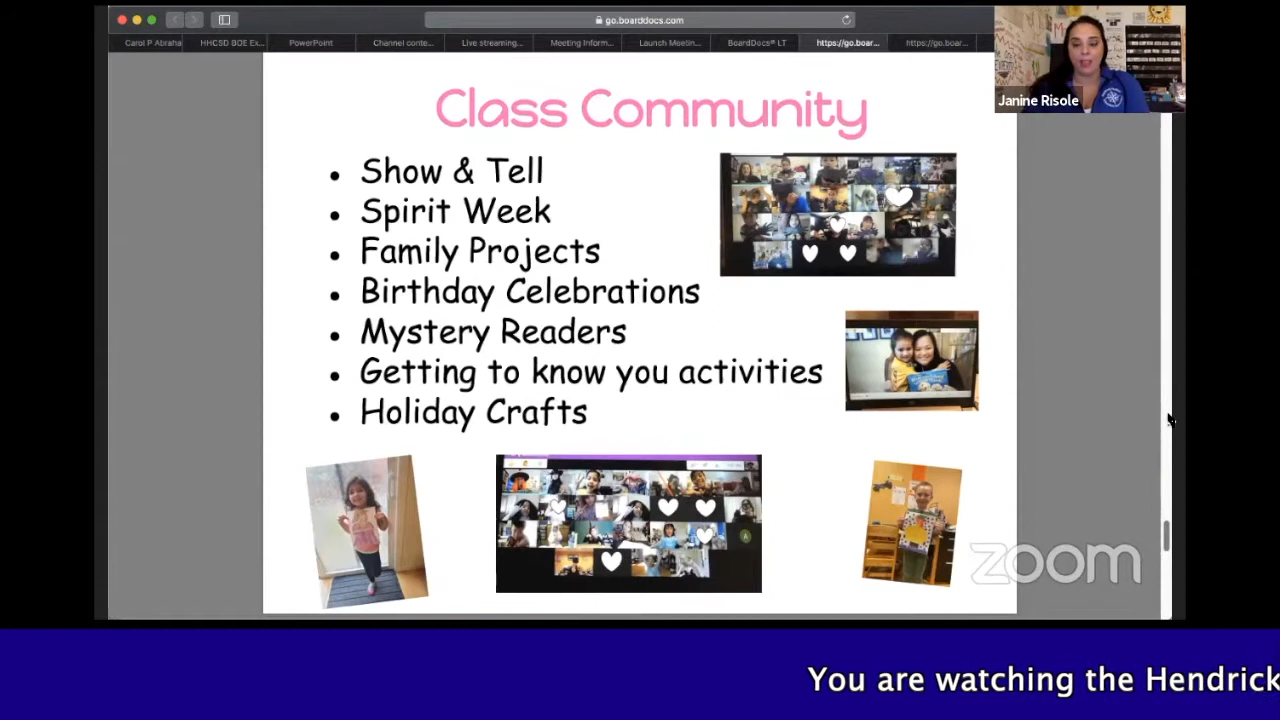 go.boarddocs.com
Carol P Abraha
HHCSD BOE Ex...
PowerPoint
Channel conte...
Live streaming...
Meeting Inform...
Launch Meetin...
BoardDocs® LT
https://go.boar...
https://go.boar...
Janine Risole
Class Community
• Show & Tell
• Spirit Week
• Family Projects
• Birthday Celebrations
• Mystery Readers
• Getting to know you activities
• Holiday Crafts
zoom
You are watching the Hendrick